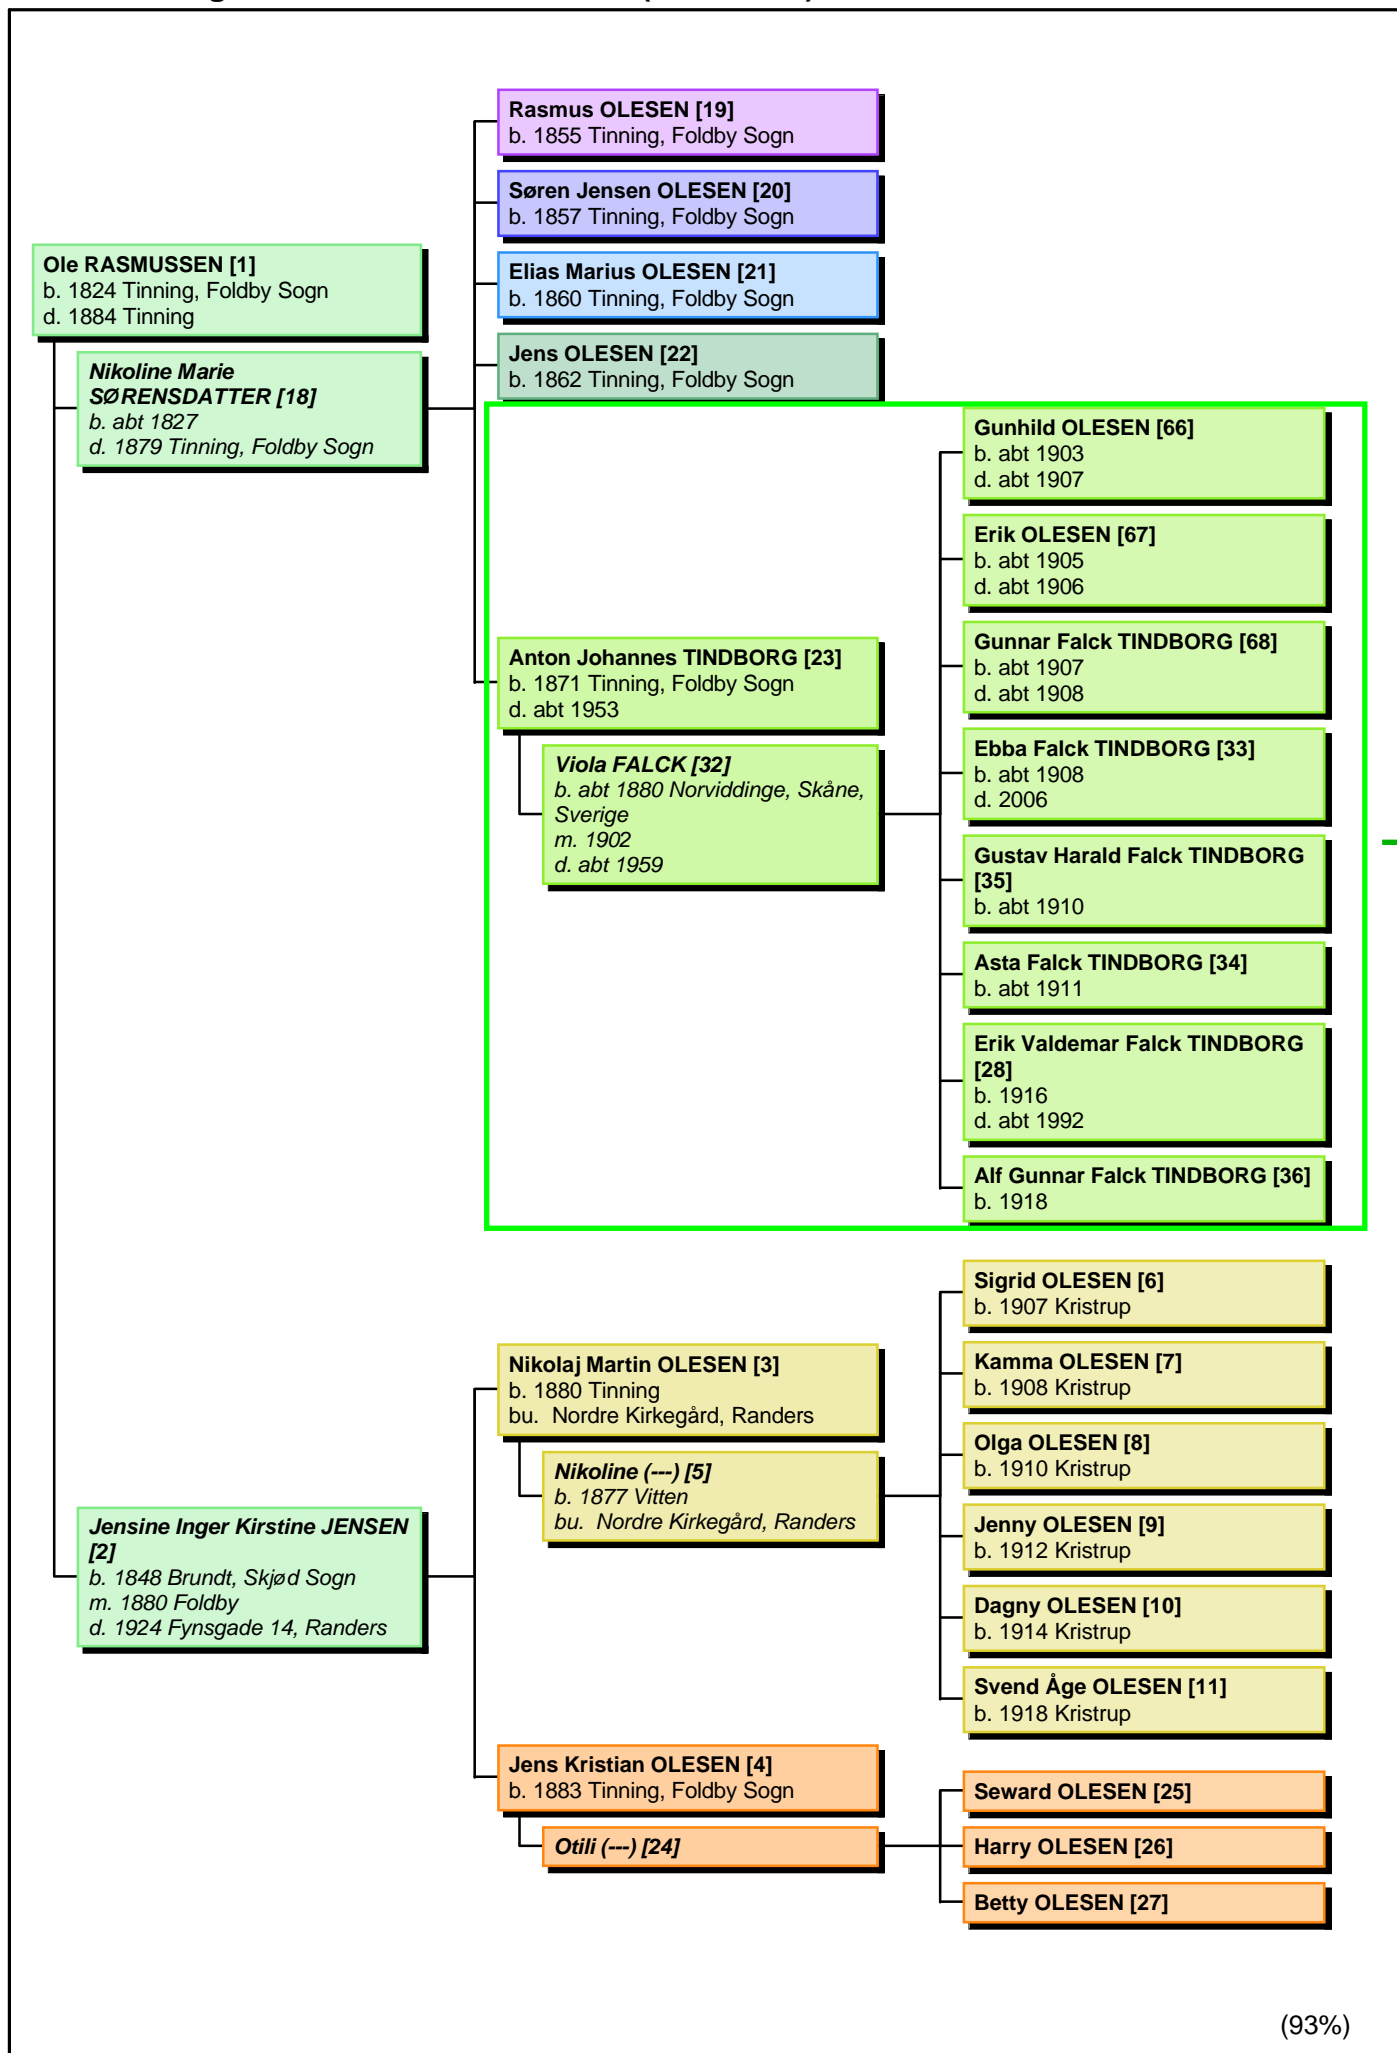 Ole RASMUSSEN [1]
b. 1824 Tinning, Foldby Sogn
d. 1884 Tinning
Nikoline Marie
SØRENSDATTER [18]
b. abt 1827
d. 1879 Tinning, Foldby Sogn
Rasmus OLESEN [19]
b. 1855 Tinning, Foldby Sogn
Søren Jensen OLESEN [20]
b. 1857 Tinning, Foldby Sogn
Elias Marius OLESEN [21]
b. 1860 Tinning, Foldby Sogn
Jens OLESEN [22]
b. 1862 Tinning, Foldby Sogn
Anton Johannes TINDBORG [23]
b. 1871 Tinning, Foldby Sogn
d. abt 1953
Viola FALCK [32]
b. abt 1880 Norviddinge, Skåne,
Sverige
m. 1902
d. abt 1959
Gunhild OLESEN [66]
b. abt 1903
d. abt 1907
Erik OLESEN [67]
b. abt 1905
d. abt 1906
Gunnar Falck TINDBORG [68]
b. abt 1907
d. abt 1908
Ebba Falck TINDBORG [33]
b. abt 1908
d. 2006
Gustav Harald Falck TINDBORG
[35]
b. abt 1910
Asta Falck TINDBORG [34]
b. abt 1911
Erik Valdemar Falck TINDBORG
[28]
b. 1916
d. abt 1992
Alf Gunnar Falck TINDBORG [36]
b. 1918
Jensine Inger Kirstine JENSEN
[2]
b. 1848 Brundt, Skjød Sogn
m. 1880 Foldby
d. 1924 Fynsgade 14, Randers
Nikolaj Martin OLESEN [3]
b. 1880 Tinning
bu. Nordre Kirkegård, Randers
Nikoline (---) [5]
b. 1877 Vitten
bu. Nordre Kirkegård, Randers
Sigrid OLESEN [6]
b. 1907 Kristrup
Kamma OLESEN [7]
b. 1908 Kristrup
Olga OLESEN [8]
b. 1910 Kristrup
Jenny OLESEN [9]
b. 1912 Kristrup
Dagny OLESEN [10]
b. 1914 Kristrup
Svend Åge OLESEN [11]
b. 1918 Kristrup
Jens Kristian OLESEN [4]
b. 1883 Tinning, Foldby Sogn
Otili (---) [24]
Seward OLESEN [25]
Harry OLESEN [26]
Betty OLESEN [27]
(93%)